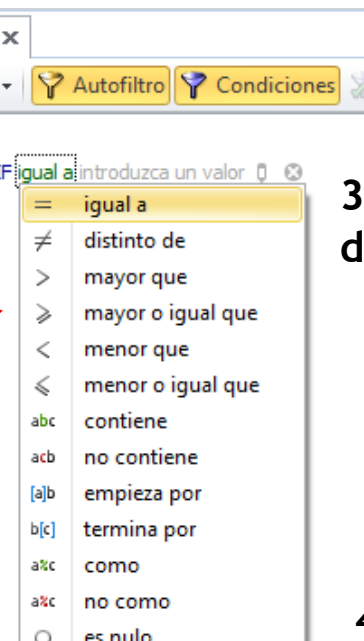 x
Autofiltro Condiciones
F igual a introduzca un valor
= igual a
≠ distinto de
> mayor que
⩾ mayor o igual que
< menor que
⩽ menor o igual que
abc contiene
acb no contiene
[a]b empieza por
b[c] termina por
a%c como
a%c no como
es nulo
3
d